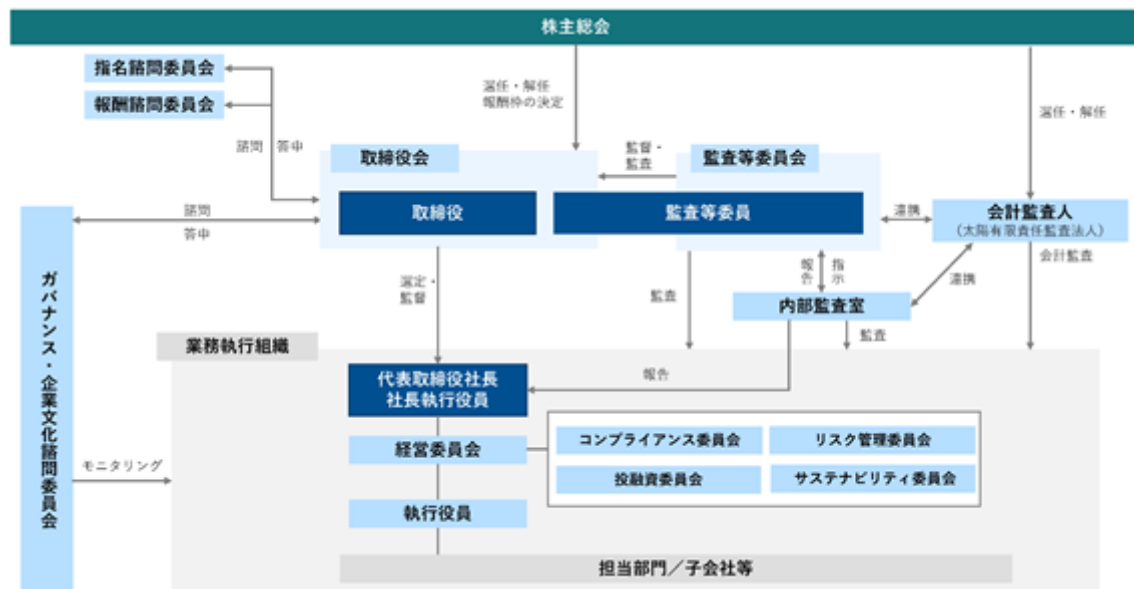 株主総会
指名諮問委員会
報酬諮問委員会
選任・解任
報酬枠の決定
選任・解任
諮問
答申
取締役会
監督・
監査
監査等委員会
取締役
監査等委員
諮問
答申
連携
会計監査人
(太陽有限責任監査法人)
会計監査
選定・
監督
監査
報告
指示
連携
内部監査室
監査
ガバナンス・企業文化諮問委員会
業務執行組織
代表取締役社長
社長執行役員
報告
経営委員会
コンプライアンス委員会
リスク管理委員会
投融資委員会
サステナビリティ委員会
モニタリング
執行役員
担当部門／子会社等